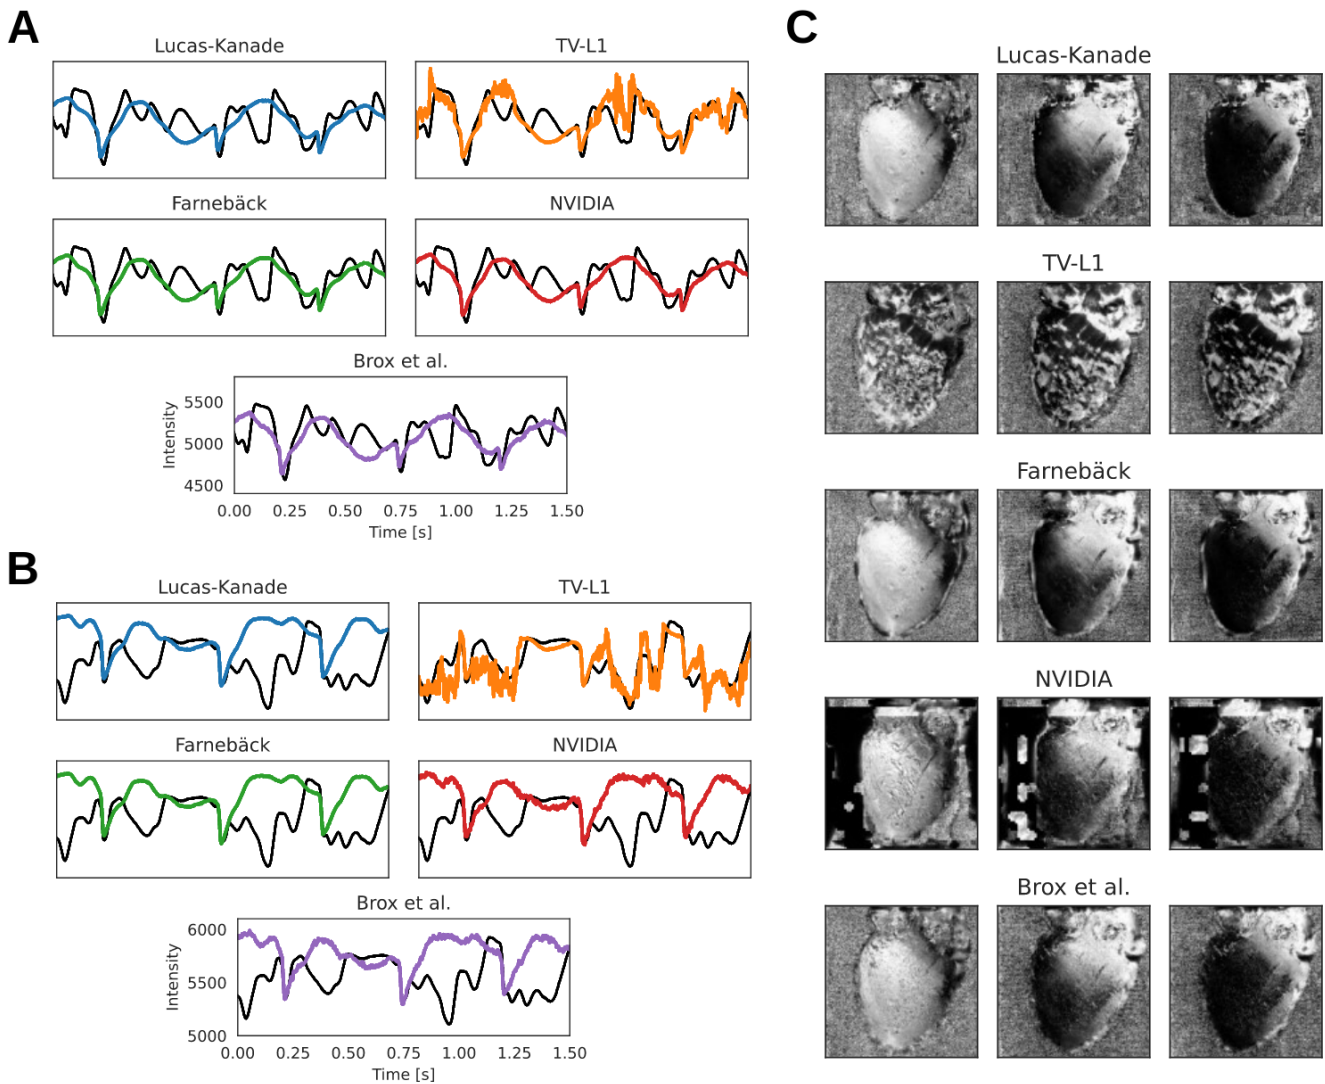 A
Lucas-Kanade
TV-L1
Farnebäck
NVIDIA
Brox et al.
Intensity
5500
5000
4500
0.00 0.25 0.50 0.75 1.00 1.25 1.50
Time [s]
B
Lucas-Kanade
TV-L1
Farnebäck
NVIDIA
Brox et al.
Intensity
6000
5500
5000
0.00 0.25 0.50 0.75 1.00 1.25 1.50
Time [s]
C
Lucas-Kanade
TV-L1
Farnebäck
NVIDIA
Brox et al.